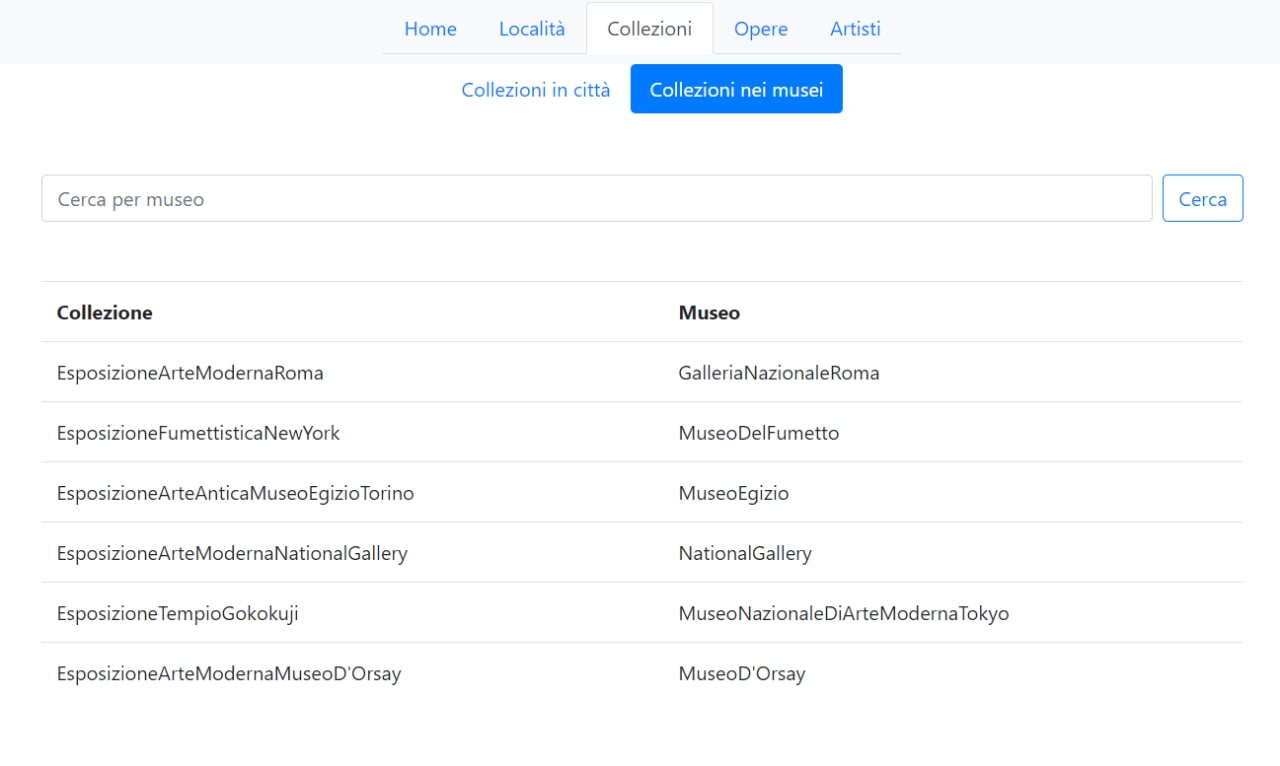 Home Località Collezioni Opere Artisti
Collezioni in città Collezioni nei musei
Cerca per museo Cerca
Collezione Museo
EsposizioneArteModernaRoma GalleriaNazionaleRoma
EsposizioneFumettisticaNewYork MuseoDelFumetto
EsposizioneArteAnticaMuseoEgizioTorino MuseoEgizio
EsposizioneArteModernaNationalGallery NationalGallery
EsposizioneTempioGokokuji MuseoNazionaleDiArteModernaTokyo
EsposizioneArteModernaMuseoD'Orsay MuseoD'Orsay